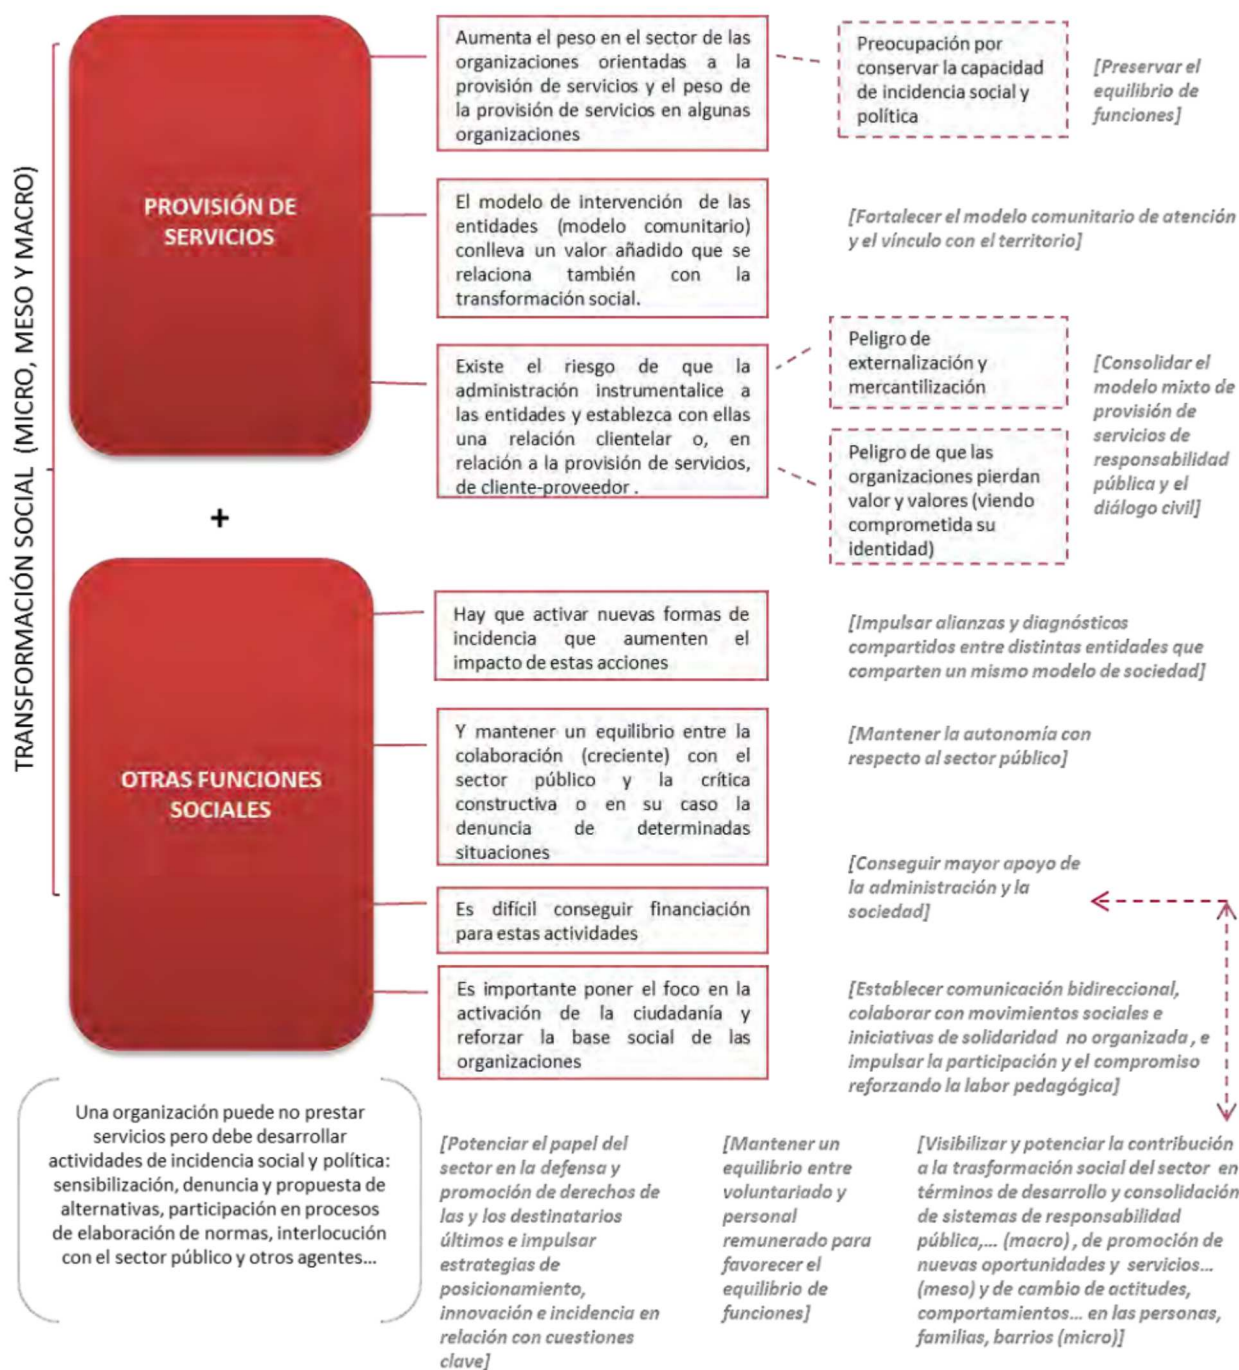 TRANSFORMACIÓN SOCIAL (MICRO, MESO Y MACRO)
PROVISIÓN DE
SERVICIOS
Aumenta el peso en el sector de las
organizaciones orientadas a la
provisión de servicios y el peso de
la provisión de servicios en algunas
organizaciones
Preocupación por
conservar la capacidad
de incidencia social y
política
[Preservar el
equilibrio de
funciones]
El modelo de intervención de las
entidades (modelo comunitario)
conlleva un valor añadido que se
relaciona también con la
transformación social.
[Fortalecer el modelo comunitario de atención
y el vínculo con el territorio]
Existe el riesgo de que la
administración instrumentalice a
las entidades y establezca con ellas
una relación clientelar o, en
relación a la provisión de servicios,
de cliente-proveedor .
Peligro de
externalización y
mercantilización
Peligro de que las
organizaciones pierdan
valor y valores (viendo
comprometida su
identidad)
[Consolidar el
modelo mixto de
provisión de
servicios de
responsabilidad
pública y el
diálogo civil]
+
OTRAS FUNCIONES
SOCIALES
Hay que activar nuevas formas de
incidencia que aumenten el
impacto de estas acciones
[Impulsar alianzas y diagnósticos
compartidos entre distintas entidades que
comparten un mismo modelo de sociedad]
Y mantener un equilibrio entre la
colaboración (creciente) con el
sector público y la crítica
constructiva o en su caso la
denuncia de determinadas
situaciones
[Mantener la autonomía con
respecto al sector público]
Es difícil conseguir financiación
para estas actividades
[Conseguir mayor apoyo de
la administración y la
sociedad]
Es importante poner el foco en la
activación de la ciudadanía y
reforzar la base social de las
organizaciones
[Establecer comunicación bidireccional,
colaborar con movimientos sociales e
iniciativas de solidaridad no organizada , e
impulsar la participación y el compromiso
reforzando la labor pedagógica]
Una organización puede no prestar
servicios pero debe desarrollar
actividades de incidencia social y política:
sensibilización, denuncia y propuesta de
alternativas, participación en procesos
de elaboración de normas, interlocución
con el sector público y otros agentes...
[Potenciar el papel del
sector en la defensa y
promoción de derechos de
las y los destinatarios
últimos e impulsar
estrategias de
posicionamiento,
innovación e incidencia en
relación con cuestiones
clave]
[Mantener un
equilibrio entre
voluntariado y
personal
remunerado para
favorecer el
equilibrio de
funciones]
[Visibilizar y potenciar la contribución
a la trasformación social del sector en
términos de desarrollo y consolidación
de sistemas de responsabilidad
pública,... (macro) , de promoción de
nuevas oportunidades y servicios...
(meso) y de cambio de actitudes,
comportamientos... en las personas,
familias, barrios (micro)]